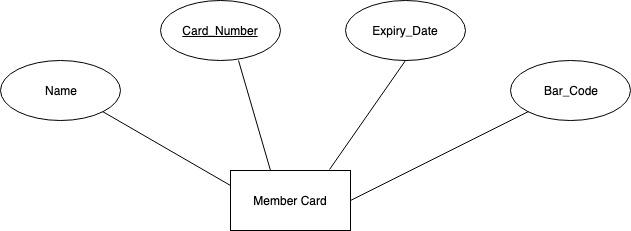 Card_Number
Expiry_Date
Name
Bar_Code
Member Card